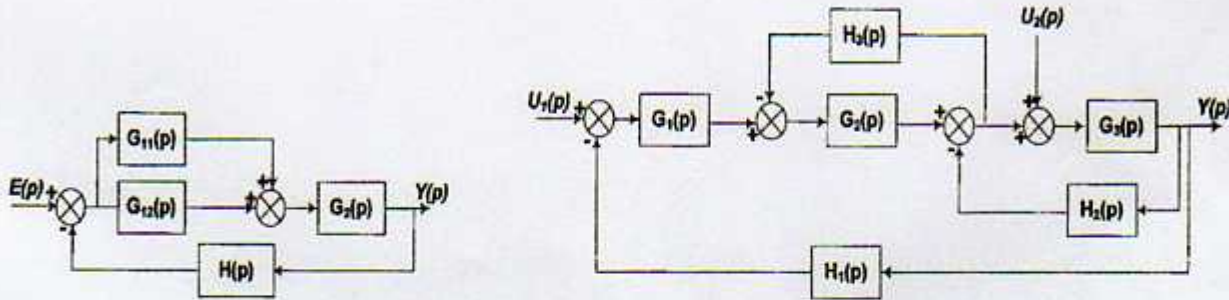 E(p)
+
-
G₁₁(p)
G₁₂(p)
+
+
G₂(p)
Y(p)
H(p)
U₁(p)
+
-
G₁(p)
-
+
H₃(p)
G₂(p)
+
-
U₂(p)
+
+
G₃(p)
Y(p)
H₂(p)
H₁(p)